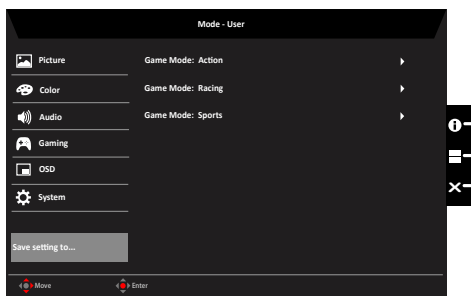 Mode - User
Picture
Game Mode: Action
Color
Game Mode: Racing
Audio
Game Mode: Sports
Gaming
OSD
System
Save setting to...
Move
Enter